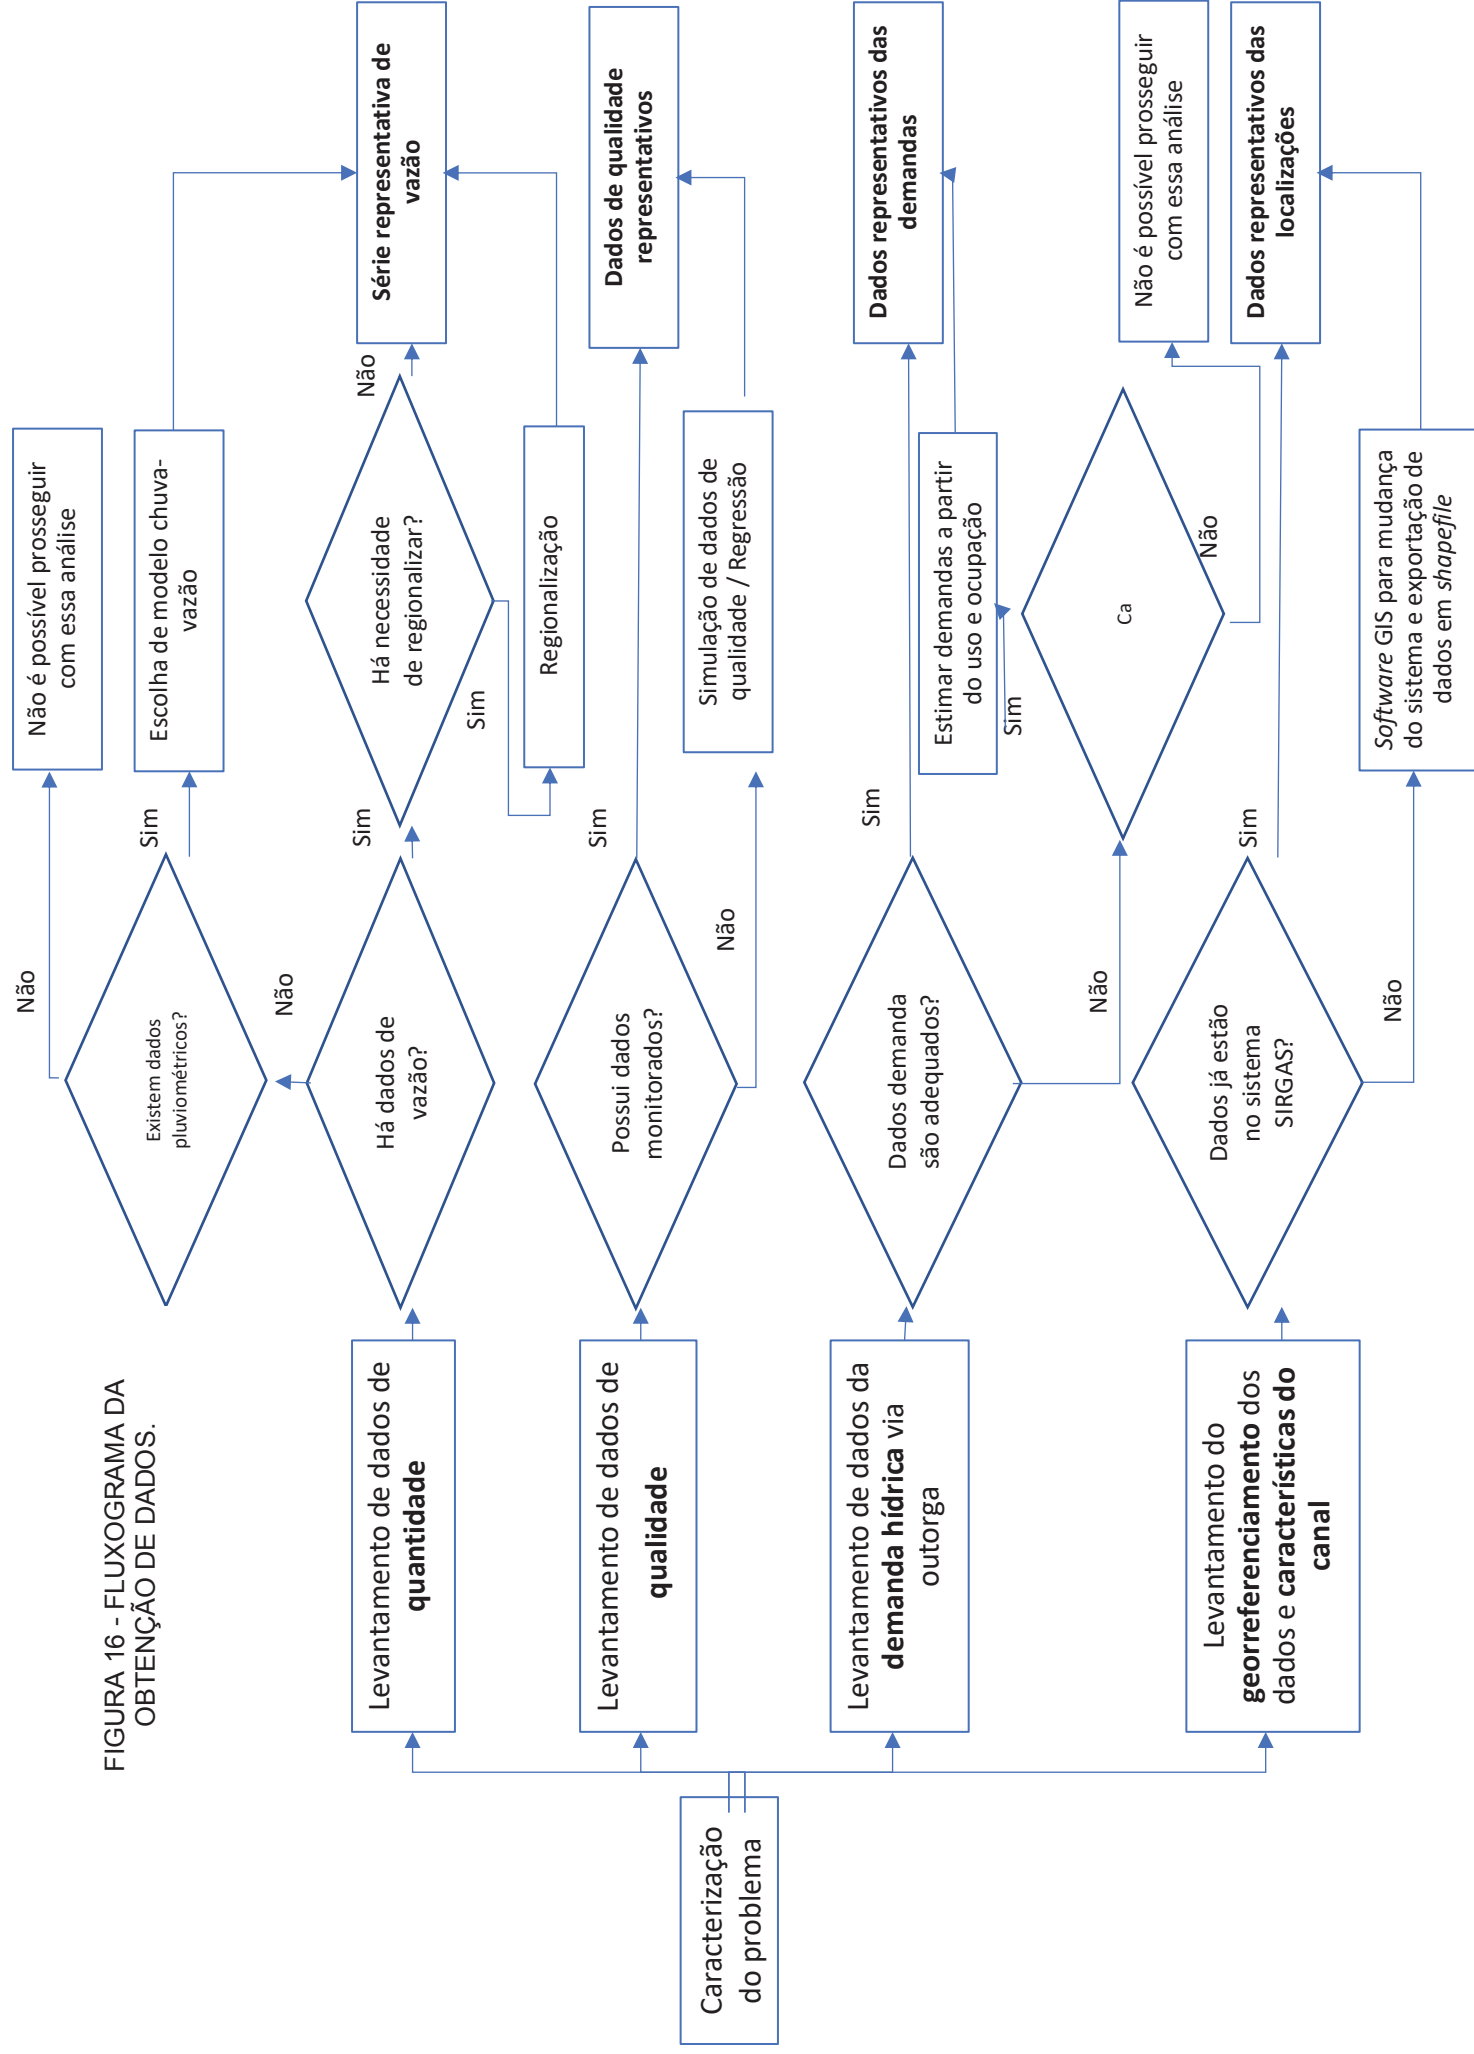 FIGURA 16 - FLUXOGRAMA DA
OBTENÇÃO DE DADOS.
Caracterização
do problema
Levantamento de dados de
quantidade
Há dados de
vazão?
Não
Existem dados
pluviométricos?
Não
Não é possível prosseguir
com essa análise
Sim
Escolha de modelo chuva-
vazão
Sim
Há necessidade
de regionalizar?
Sim
Regionalização
Não
Série representativa de
vazão
Levantamento de dados de
qualidade
Possui dados
monitorados?
Sim
Não
Simulação de dados de
qualidade / Regressão
Dados de qualidade
representativos
Levantamento de dados da
demanda hídrica via
outorga
Dados demanda
são adequados?
Sim
Não
Ca
Sim
Estimar demandas a partir
do uso e ocupação
Dados representativos das
demandas
Não
Não é possível prosseguir
com essa análise
Levantamento do
georreferenciamento dos
dados e características do
canal
Dados já estão
no sistema
SIRGAS?
Sim
Não
Software GIS para mudança
do sistema e exportação de
dados em shapefile
Dados representativos das
localizações